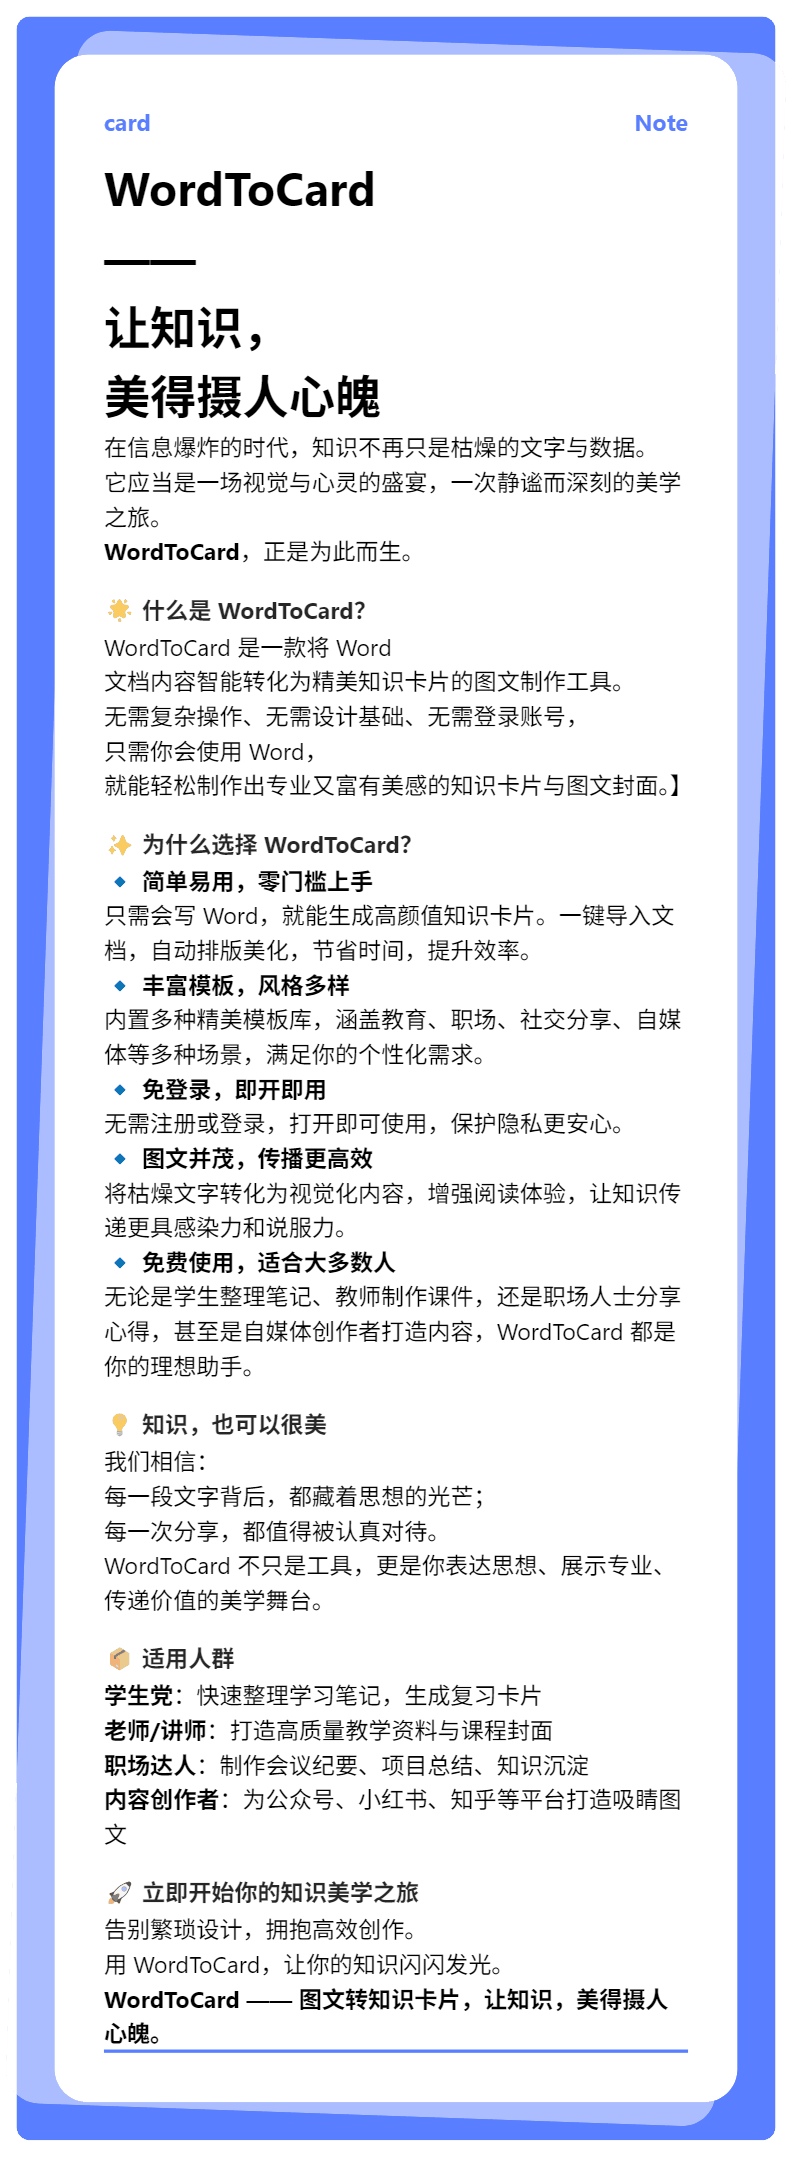 card
Note
WordToCard
——
让知识，
美得摄人心魄
在信息爆炸的时代，知识不再只是枯燥的文字与数据。
它应当是一场视觉与心灵的盛宴，一次静谧而深刻的美学
之旅。
WordToCard，正是为此而生。
🌟 什么是 WordToCard？
WordToCard 是一款将 Word
文档内容智能转化为精美知识卡片的图文制作工具。
无需复杂操作、无需设计基础、无需登录账号，
只需你会使用 Word，
就能轻松制作出专业又富有美感的知识卡片与图文封面。】
✨ 为什么选择 WordToCard？
🔹 简单易用，零门槛上手
只需会写 Word，就能生成高颜值知识卡片。一键导入文
档，自动排版美化，节省时间，提升效率。
🔹 丰富模板，风格多样
内置多种精美模板库，涵盖教育、职场、社交分享、自媒
体等多种场景，满足你的个性化需求。
🔹 免登录，即开即用
无需注册或登录，打开即可使用，保护隐私更安心。
🔹 图文并茂，传播更高效
将枯燥文字转化为视觉化内容，增强阅读体验，让知识传
递更具感染力和说服力。
🔹 免费使用，适合大多数人
无论是学生整理笔记、教师制作课件，还是职场人士分享
心得，甚至是自媒体创作者打造内容，WordToCard 都是
你的理想助手。
💡 知识，也可以很美
我们相信：
每一段文字背后，都藏着思想的光芒；
每一次分享，都值得被认真对待。
WordToCard 不只是工具，更是你表达思想、展示专业、
传递价值的美学舞台。
📦 适用人群
学生党：快速整理学习笔记，生成复习卡片
老师/讲师：打造高质量教学资料与课程封面
职场达人：制作会议纪要、项目总结、知识沉淀
内容创作者：为公众号、小红书、知乎等平台打造吸睛图
文
🚀 立即开始你的知识美学之旅
告别繁琐设计，拥抱高效创作。
用 WordToCard，让你的知识闪闪发光。
WordToCard —— 图文转知识卡片，让知识，美得摄人
心魄。